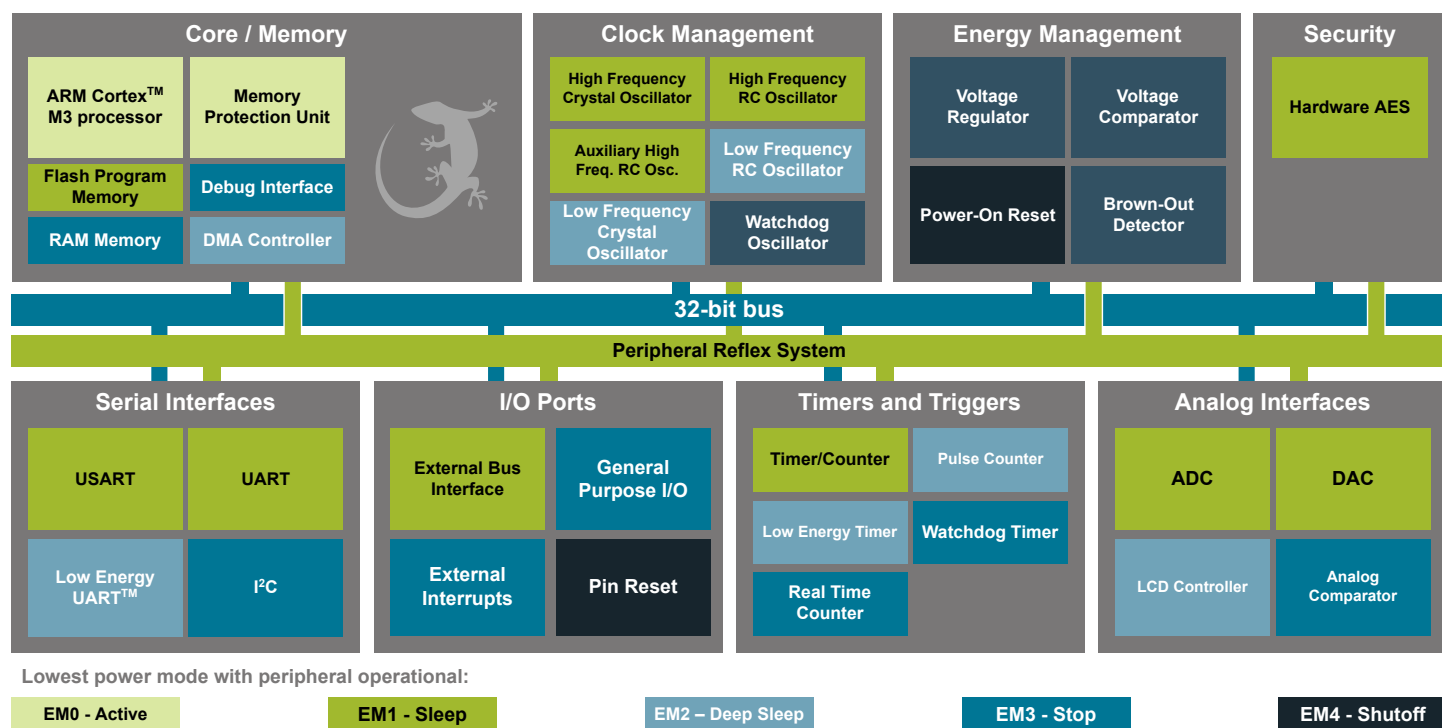 Core / Memory
ARM Cortex™
M3 processor
Memory
Protection Unit
Flash Program
Memory
Debug Interface
RAM Memory
DMA Controller
Clock Management
High Frequency
Crystal Oscillator
High Frequency
RC Oscillator
Auxiliary High
Freq. RC Osc.
Low Frequency
RC Oscillator
Low Frequency
Crystal
Oscillator
Watchdog
Oscillator
Energy Management
Voltage
Regulator
Voltage
Comparator
Power-On Reset
Brown-Out
Detector
Security
Hardware AES
32-bit bus
Peripheral Reflex System
Serial Interfaces
USART
UART
Low Energy
UART™
I²C
I/O Ports
External Bus
Interface
General
Purpose I/O
External
Interrupts
Pin Reset
Timers and Triggers
Timer/Counter
Pulse Counter
Low Energy Timer
Watchdog Timer
Real Time
Counter
Analog Interfaces
ADC
DAC
LCD Controller
Analog
Comparator
Lowest power mode with peripheral operational:
EM0 - Active
EM1 - Sleep
EM2 – Deep Sleep
EM3 - Stop
EM4 - Shutoff